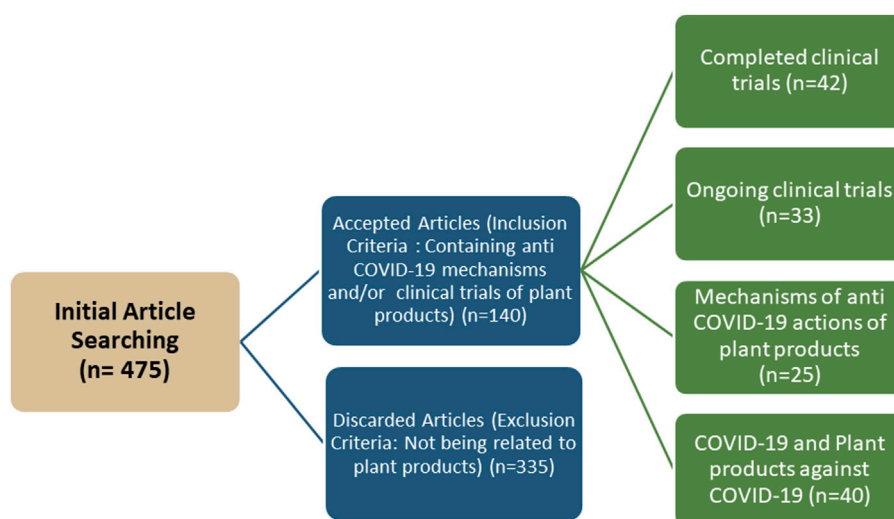 Initial Article
Searching
(n= 475)
Accepted Articles (Inclusion
Criteria : Containing anti
COVID-19 mechanisms
and/or clinical trials of plant
products) (n=140)
Discarded Articles (Exclusion
Criteria: Not being related to
plant products) (n=335)
Completed clinical
trials (n=42)
Ongoing clinical trials
(n=33)
Mechanisms of anti
COVID-19 actions of
plant products
(n=25)
COVID-19 and Plant
products against
COVID-19 (n=40)